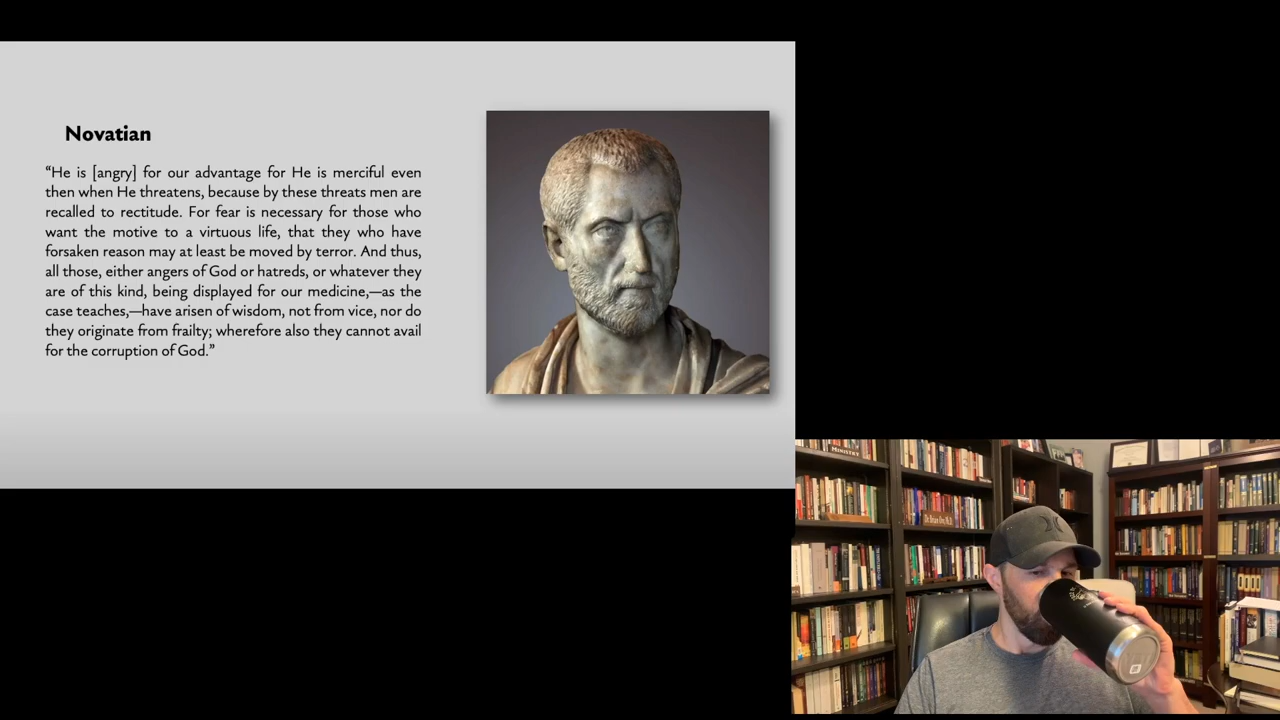 Novatian
“He is [angry] for our advantage for He is merciful even
then when He threatens, because by these threats men are
recalled to rectitude. For fear is necessary for those who
want the motive to a virtuous life, that they who have
forsaken reason may at least be moved by terror. And thus,
all those, either angers of God or hatreds, or whatever they
are of this kind, being displayed for our medicine,—as the
case teaches,—have arisen of wisdom, not from vice, nor do
they originate from frailty; wherefore also they cannot avail
for the corruption of God.”
MINISTRY